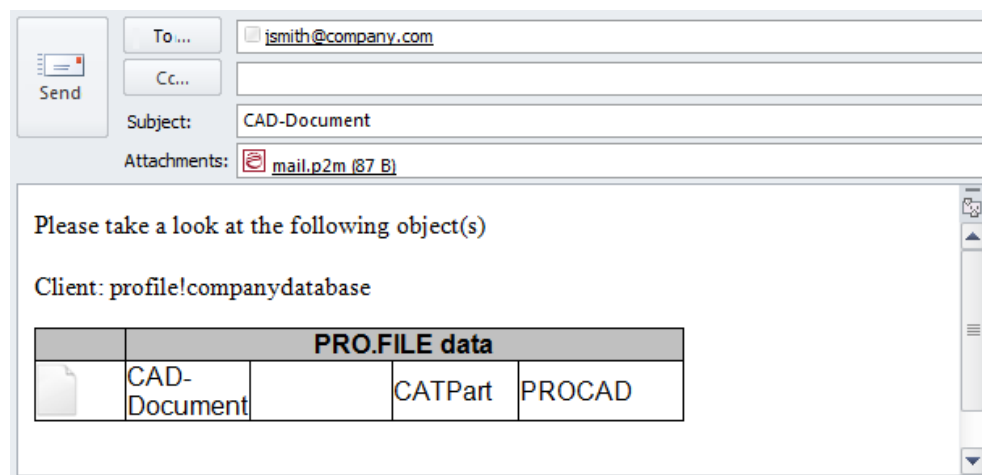 To... jsmith@company.com
Send
Cc...
Subject: CAD-Document
Attachments: mail.p2m (87 B)
Please take a look at the following object(s)
Client: profile!companydatabase
PRO.FILE data
CAD-
Document CATPart PROCAD